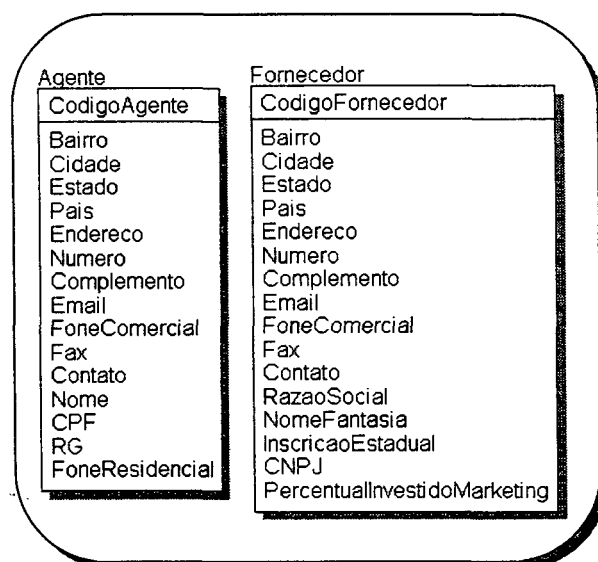 Agente
CodigoAgente
Bairro
Cidade
Estado
Pais
Endereco
Numero
Complemento
Email
FoneComercial
Fax
Contato
Nome
CPF
RG
FoneResidencial
Fornecedor
CodigoFornecedor
Bairro
Cidade
Estado
Pais
Endereco
Numero
Complemento
Email
FoneComercial
Fax
Contato
RazaoSocial
NomeFantasia
InscricaoEstadual
CNPJ
PercentualInvestidoMarketing